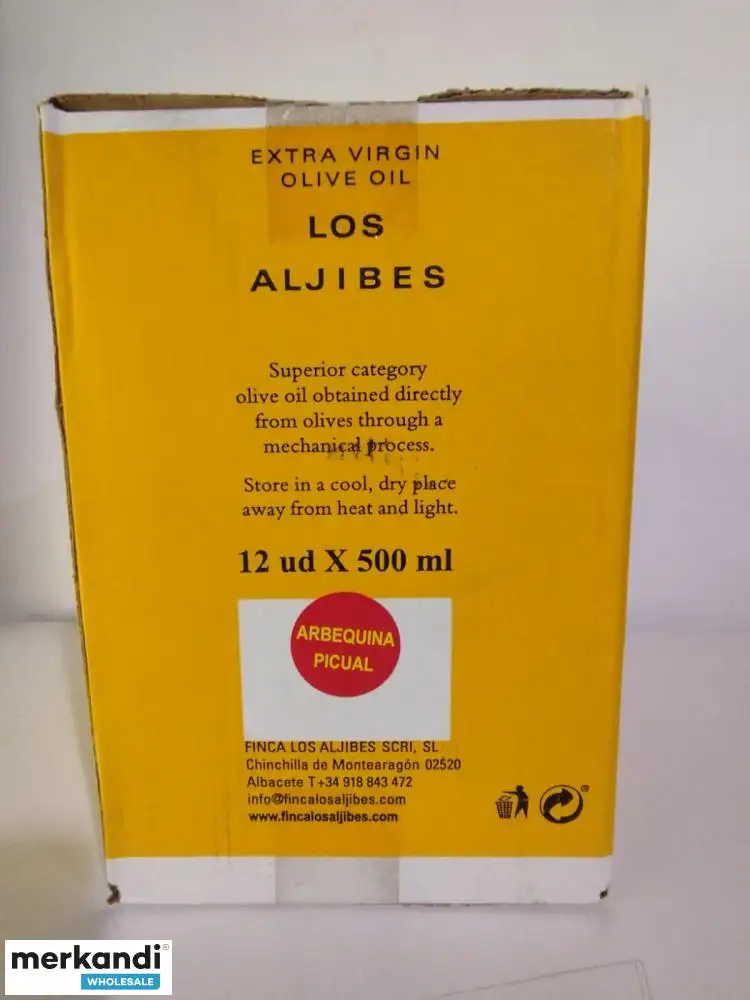 EXTRA VIRGIN
OLIVE OIL
LOS
ALJIBES
Superior category
olive oil obtained directly
from olives through a
mechanical process.
Store in a cool, dry place
away from heat and light.
12 ud X 500 ml
ARBEQUINA
PICUAL
FINCA LOS ALJIBES SCRI, SL
Chinchilla de Montearagón 02520
Albacete T+34 918 843 472
info@fincalosaljibes.com
www.fincalosaljibes.com
merkandi®
WHOLESALE